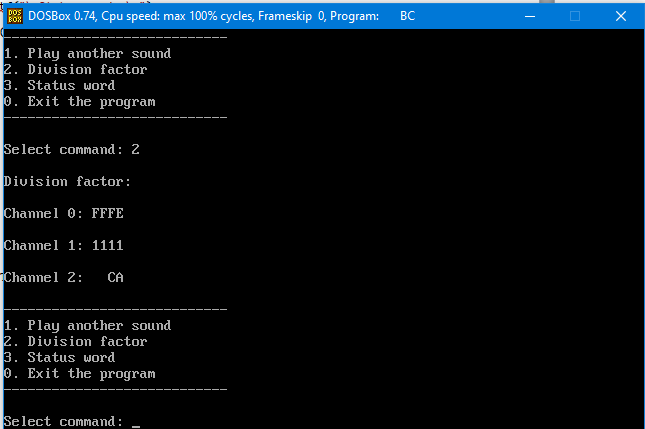 DOSBox 0.74, Cpu speed: max 100% cycles, Frameskip 0, Program: BC
DOS
BOX
---------------------------
1. Play another sound
2. Division factor
3. Status word
0. Exit the program
---------------------------
Select command: 2
Division factor:
Channel 0: FFFE
Channel 1: 1111
Channel 2:   CA
---------------------------
1. Play another sound
2. Division factor
3. Status word
0. Exit the program
---------------------------
Select command: _